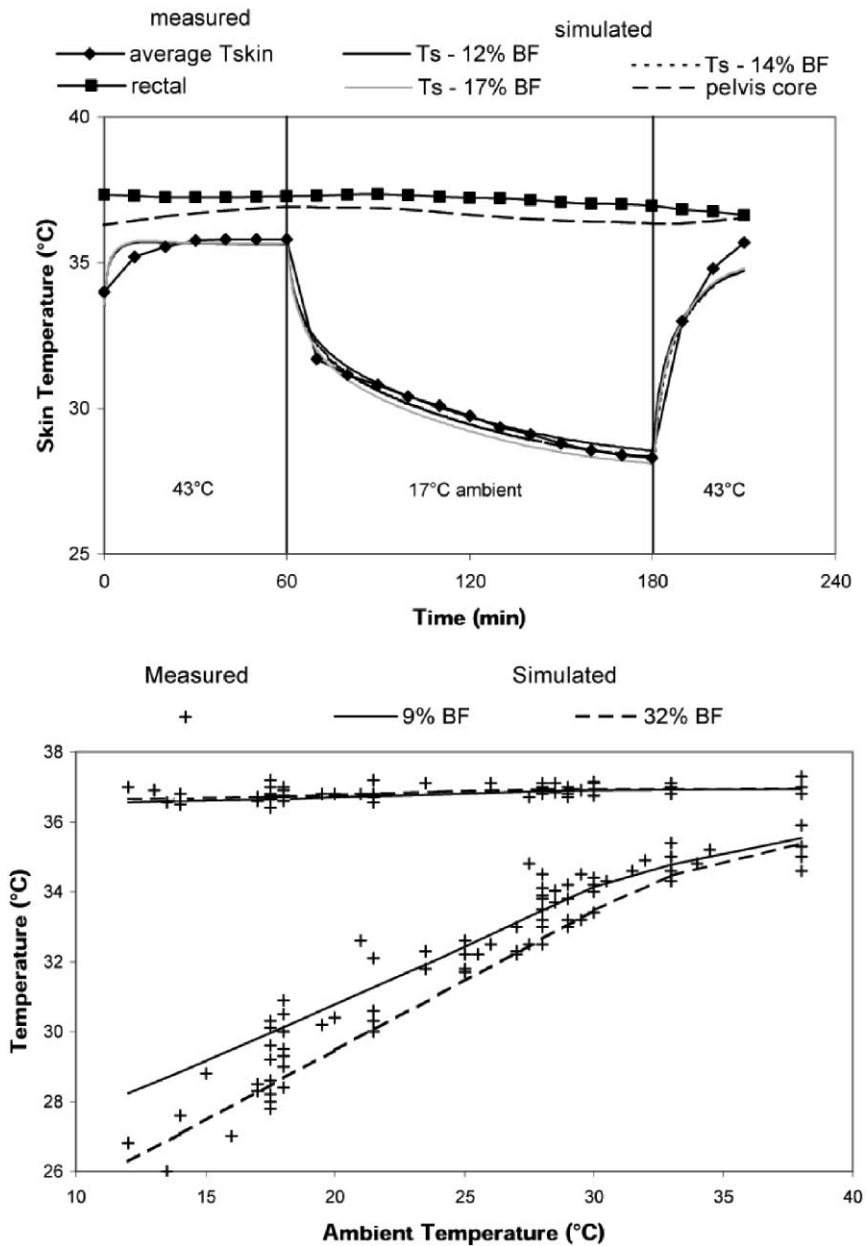 measured simulated
average Tskin Ts - 12% BF Ts - 14% BF
rectal Ts - 17% BF pelvis core
40
35
30
25
Skin Temperature (°C)
43°C 17°C ambient 43°C
0 60 120 180 240
Time (min)
Measured Simulated
9% BF 32% BF
38
36
34
32
30
28
26
Temperature (°C)
10 15 20 25 30 35 40
Ambient Temperature (°C)